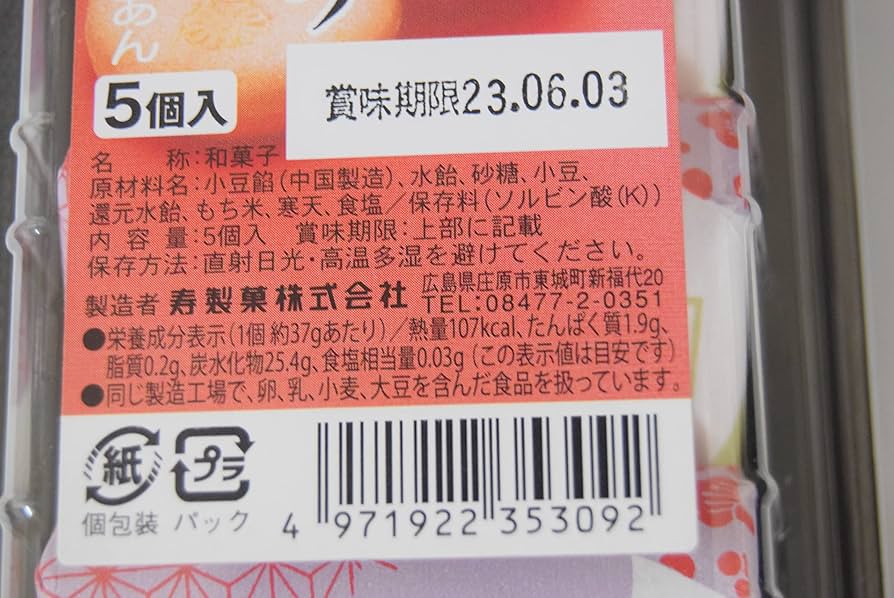 あん
5個入
賞味期限23.06.03
名 称:和菓子
原材料名:小豆餡(中国製造)、水飴、砂糖、小豆、
還元水飴、もち米、寒天、食塩/保存料(ソルビン酸(K))
内容量:5個入 賞味期限:上部に記載
保存方法:直射日光・高温多湿を避けてください。
製造者 寿製菓株式会社 広島県庄原市東城町新福代20
TEL:08477-2-0351
●栄養成分表示(1個 約37gあたり)/熱量107kcal、たんぱく質1.9g、
脂質0.2g、炭水化物25.4g、食塩相当量0.03g(この表示値は目安です)
●同じ製造工場で、卵、乳、小麦、大豆を含んだ食品を扱っています。
紙 プラ
個包装 パック
4 971922 353092